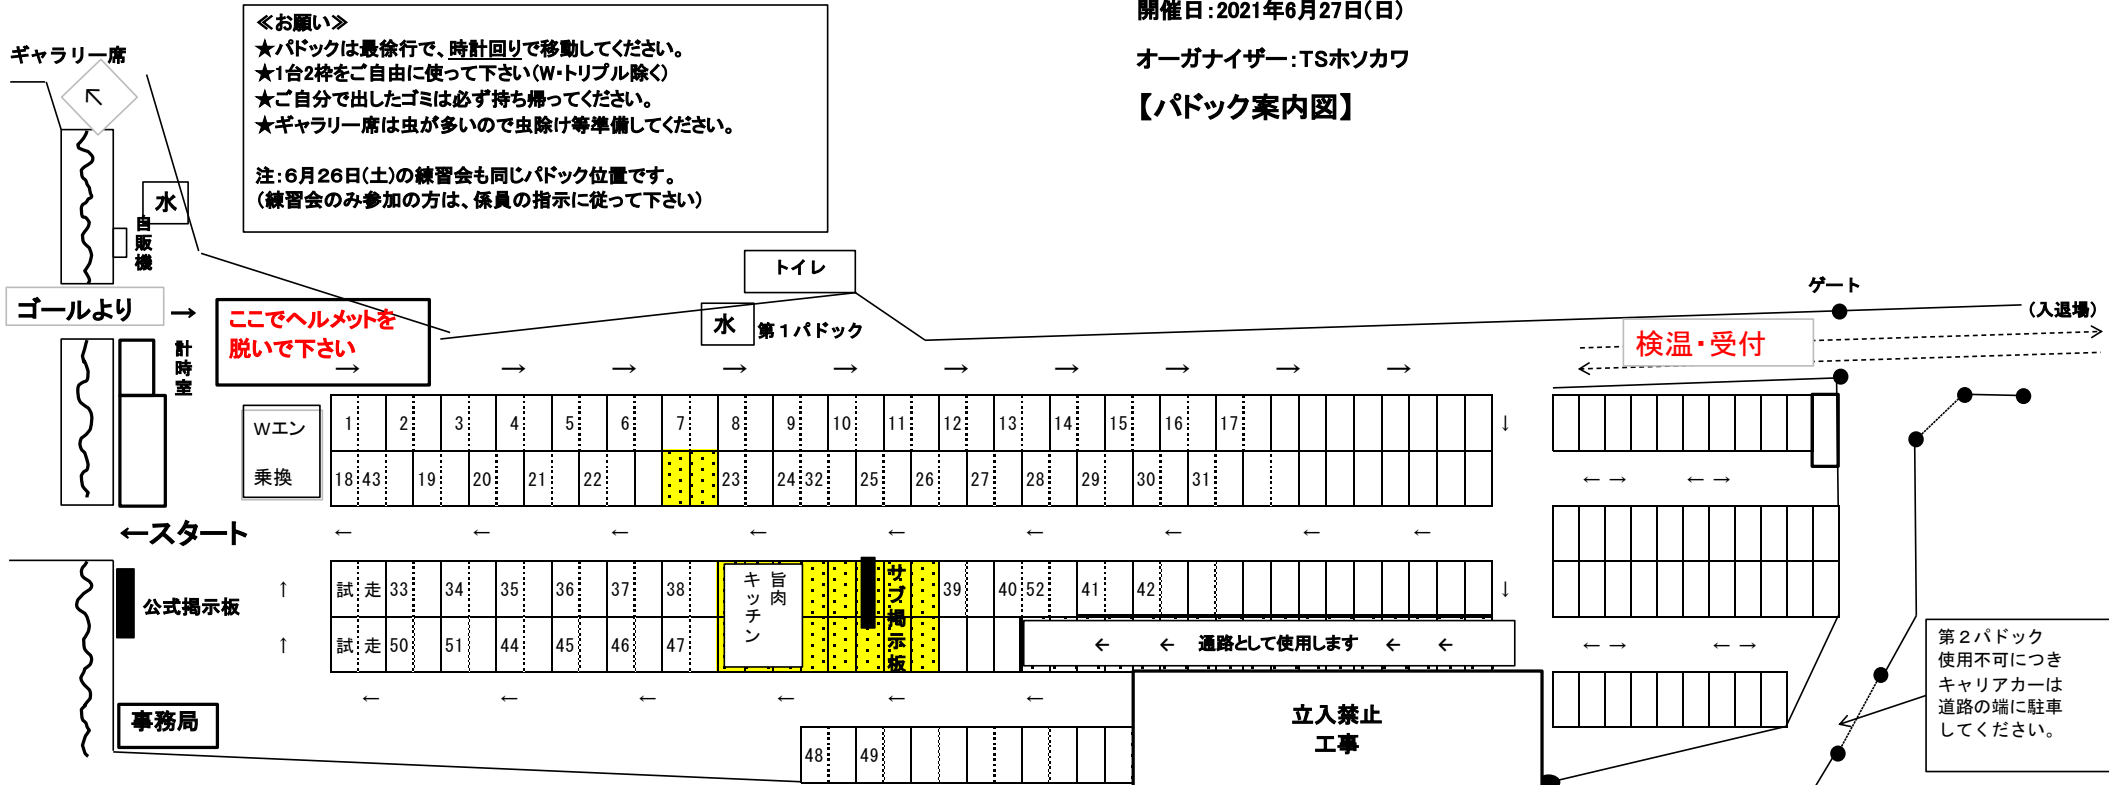 開催日：2021年6月27日(日)
オーガナイザー：TSホソカワ
【パドック案内図】
≪お願い≫
★パドックは最徐行で、時計回りで移動してください。
★1台2枠をご自由に使って下さい(W・トリプル除く)
★ご自分で出したゴミは必ず持ち帰ってください。
★ギャラリー席は虫が多いので虫除け等準備してください。
注：6月26日(土)の練習会も同じパドック位置です。
(練習会のみ参加の方は、係員の指示に従って下さい)
ギャラリー席
↖
水
自販機
トイレ
水
第1パドック
ゲート
(入退場)
ゴールより →
ここでヘルメットを
脱いで下さい
検温・受付
計時室
→ → → → → → → → → →
Wエン
乗換
1 2 3 4 5 6 7 8 9 10 11 12 13 14 15 16 17 ↓
18 43 19 20 21 22 23 24 32 25 26 27 28 29 30 31
← → ← →
←スタート
← ← ← ← ← ← ← ← ←
公式掲示板
↑ 試 走 33 34 35 36 37 38 39 40 52 41 42 ↓
旨肉
キッチン
サブ掲示板
↑ 試 走 50 51 44 45 46 47
← ← 通路として使用します ← ←
← → ← →
← ← ← ← ← ←
事務局
48 49
立入禁止
工事
第2パドック
使用不可につき
キャリアカーは
道路の端に駐車
してください。